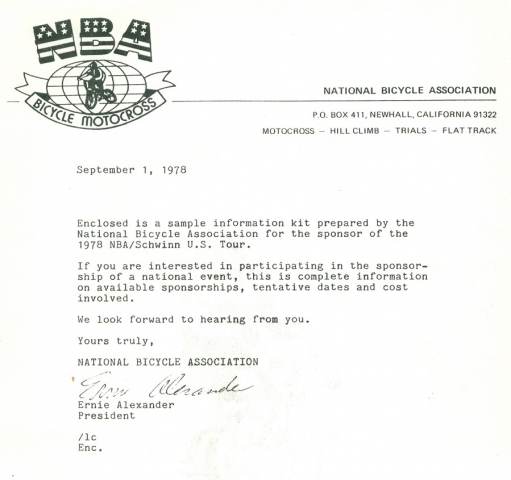 NBA
BICYCLE MOTOCROSS
NATIONAL BICYCLE ASSOCIATION
P.O. BOX 411, NEWHALL, CALIFORNIA 91322
MOTOCROSS — HILL CLIMB — TRIALS — FLAT TRACK
September 1, 1978
Enclosed is a sample information kit prepared by the
National Bicycle Association for the sponsor of the
1978 NBA/Schwinn U.S. Tour.
If you are interested in participating in the sponsor-
ship of a national event, this is complete information
on available sponsorships, tentative dates and cost
involved.
We look forward to hearing from you.
Yours truly,
NATIONAL BICYCLE ASSOCIATION
Ernie Alexander
Ernie Alexander
President
/lc
Enc.